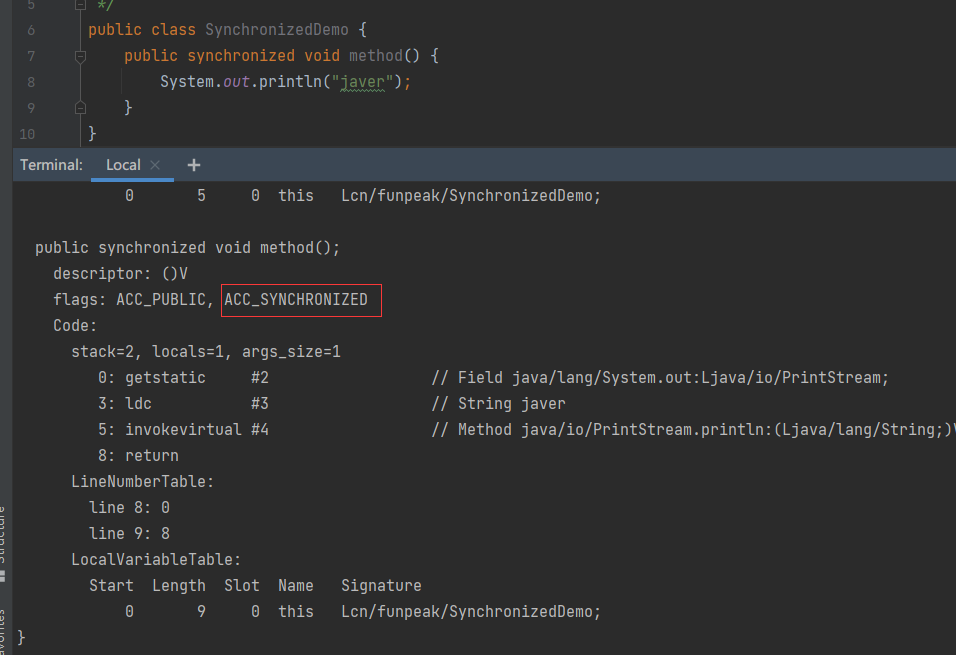 5 */
6 public class SynchronizedDemo {
7 public synchronized void method() {
8 System.out.println("javer");
9 }
10 }
Terminal: Local × +
0 5 0 this Lcn/funpeak/SynchronizedDemo;
public synchronized void method();
descriptor: ()V
flags: ACC_PUBLIC, ACC_SYNCHRONIZED
Code:
stack=2, locals=1, args_size=1
0: getstatic #2 // Field java/lang/System.out:Ljava/io/PrintStream;
3: ldc #3 // String javer
5: invokevirtual #4 // Method java/io/PrintStream.println:(Ljava/lang/String;)V
8: return
LineNumberTable:
line 8: 0
line 9: 8
LocalVariableTable:
Start Length Slot Name Signature
0 9 0 this Lcn/funpeak/SynchronizedDemo;
}